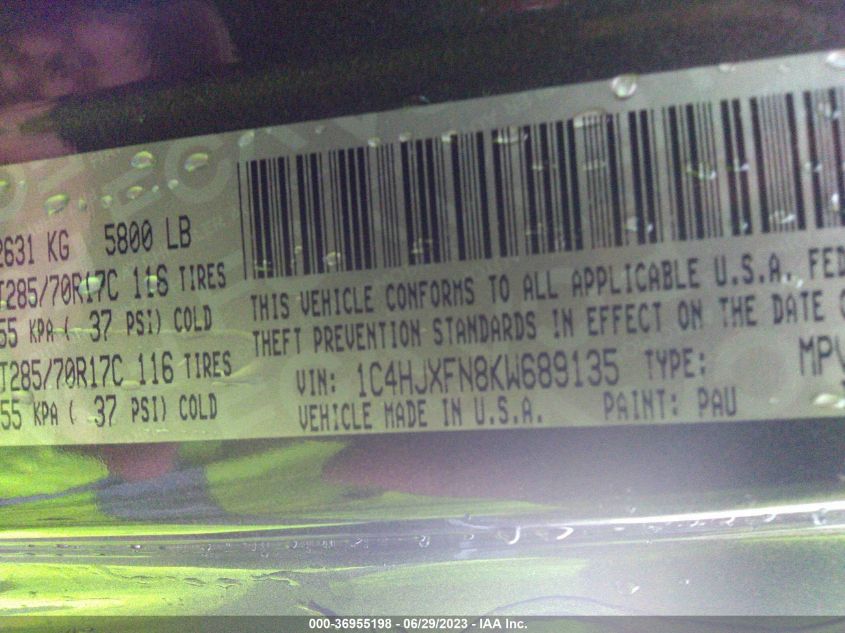 2631 KG 5800 LB
T285/70R17C 116 TIRES
55 KPA ( 37 PSI) COLD
T285/70R17C 116 TIRES
55 KPA ( 37 PSI) COLD
THIS VEHICLE CONFORMS TO ALL APPLICABLE U.S.A. FED
THEFT PREVENTION STANDARDS IN EFFECT ON THE DATE O
VIN: 1C4HJXFN8KW689135 TYPE: MPV
VEHICLE MADE IN U.S.A. PAINT: PAU
000-36955198 - 06/29/2023 - IAA Inc.